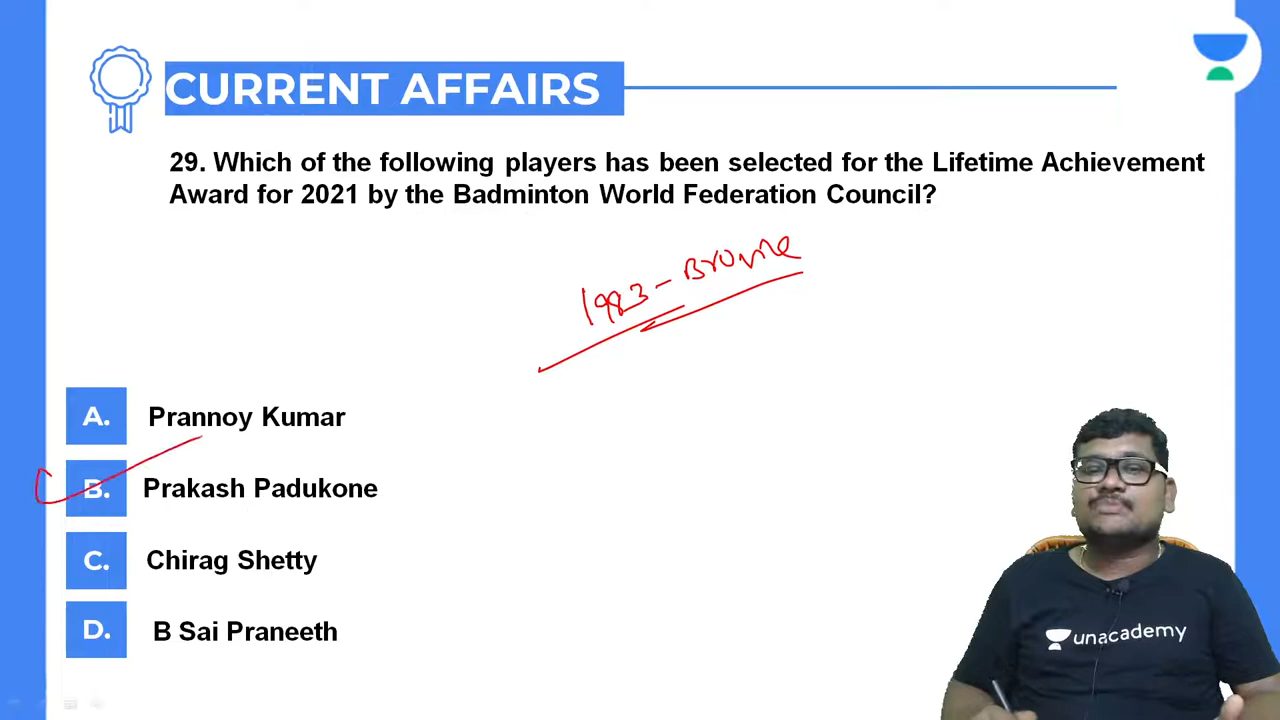 CURRENT AFFAIRS
29. Which of the following players has been selected for the Lifetime Achievement
Award for 2021 by the Badminton World Federation Council?
1983 - Bronze
A. Prannoy Kumar
B. Prakash Padukone
C. Chirag Shetty
D. B Sai Praneeth
unacademy